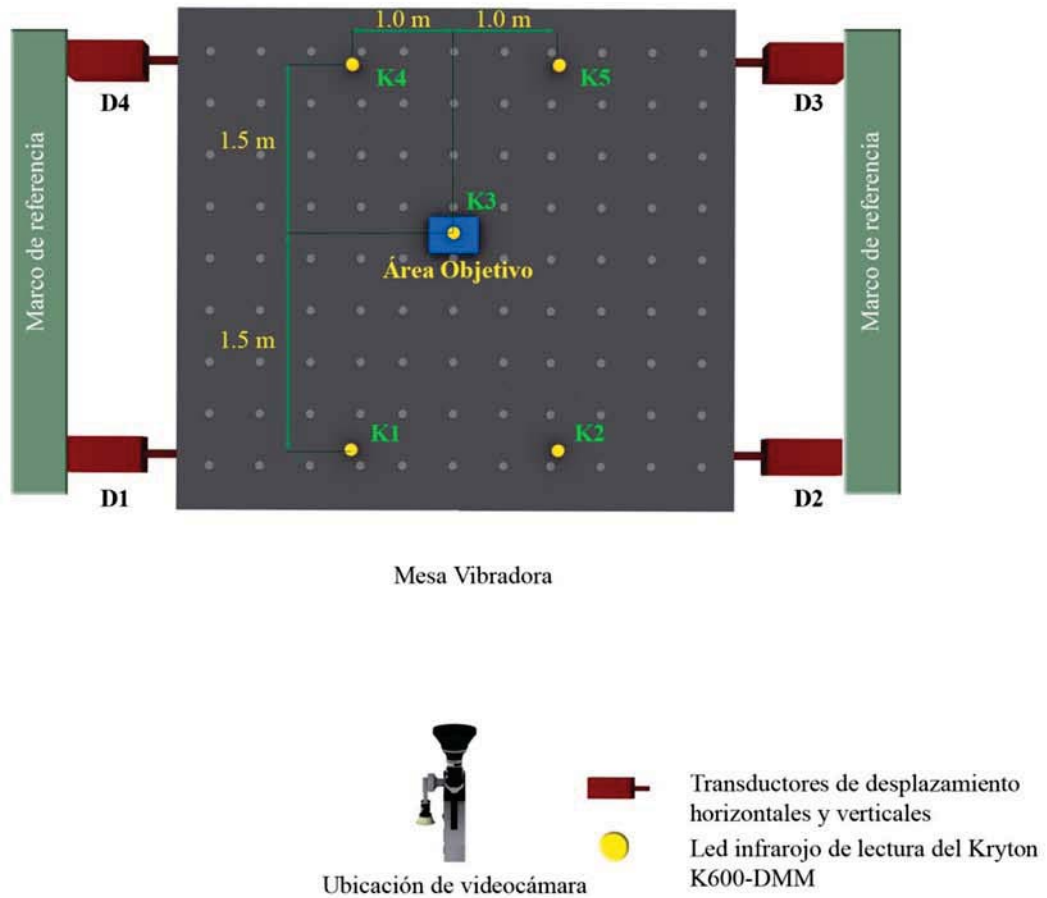 1.0 m
1.0 m
K4
K5
D4
D3
1.5 m
Marco de referencia
K3
Marco de referencia
Área Objetivo
1.5 m
K1
K2
D1
D2
Mesa Vibradora
Transductores de desplazamiento
horizontales y verticales
Led infrarojo de lectura del Kryton
K600-DMM
Ubicación de videocámara